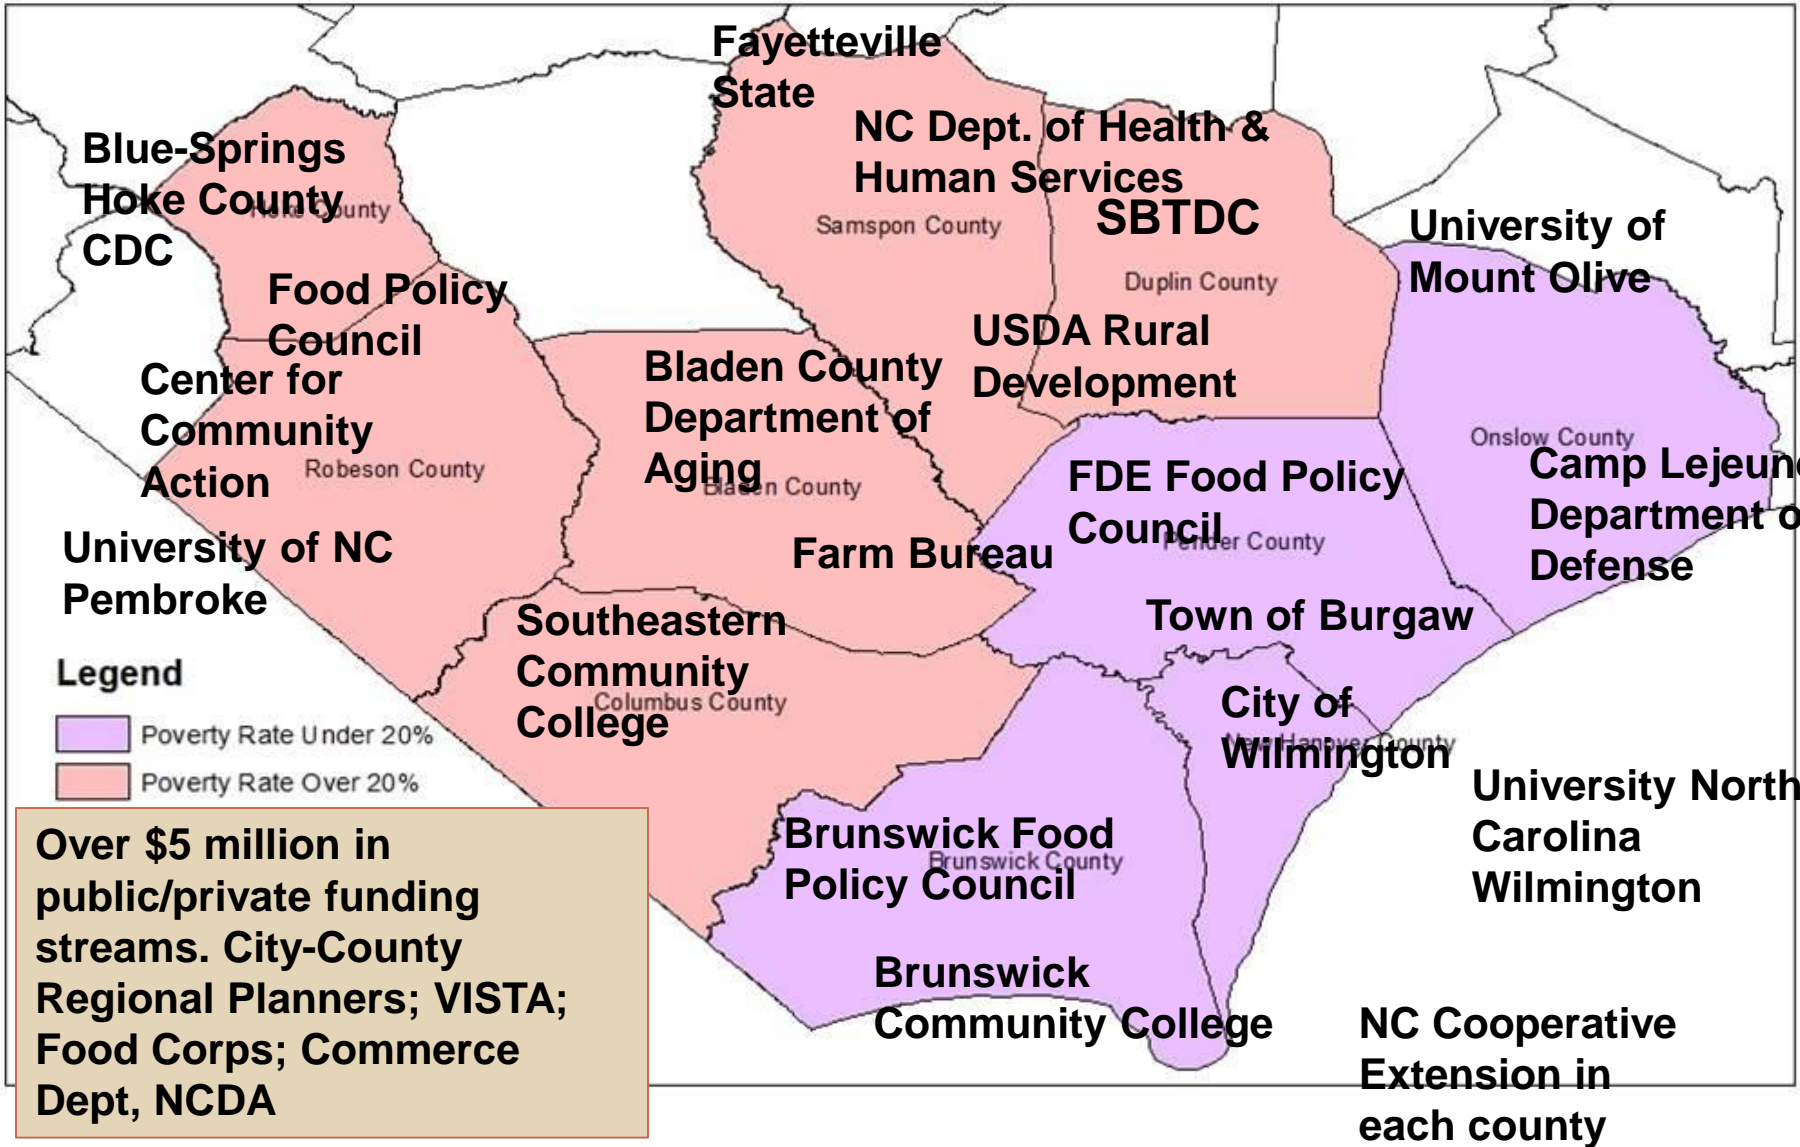 Fayetteville
State
NC Dept. of Health &
Human Services
Blue-Springs
Hoke County
CDC
Hoke County
Samspon County
SBTDC
University of
Mount Olive
Duplin County
Food Policy
Council
USDA Rural
Development
Bladen County
Department of
Aging
Bladen County
Center for
Community
Action
Robeson County
Onslow County
Camp Lejeune
Department o
Defense
FDE Food Policy
Council
Pender County
University of NC
Pembroke
Farm Bureau
Town of Burgaw
Southeastern
Community
College
Columbus County
Legend
Poverty Rate Under 20%
Poverty Rate Over 20%
City of
Wilmington
New Hanover County
University North
Carolina
Wilmington
Brunswick Food
Policy Council
Brunswick County
Over $5 million in
public/private funding
streams. City-County
Regional Planners; VISTA;
Food Corps; Commerce
Dept, NCDA
Brunswick
Community College
NC Cooperative
Extension in
each county